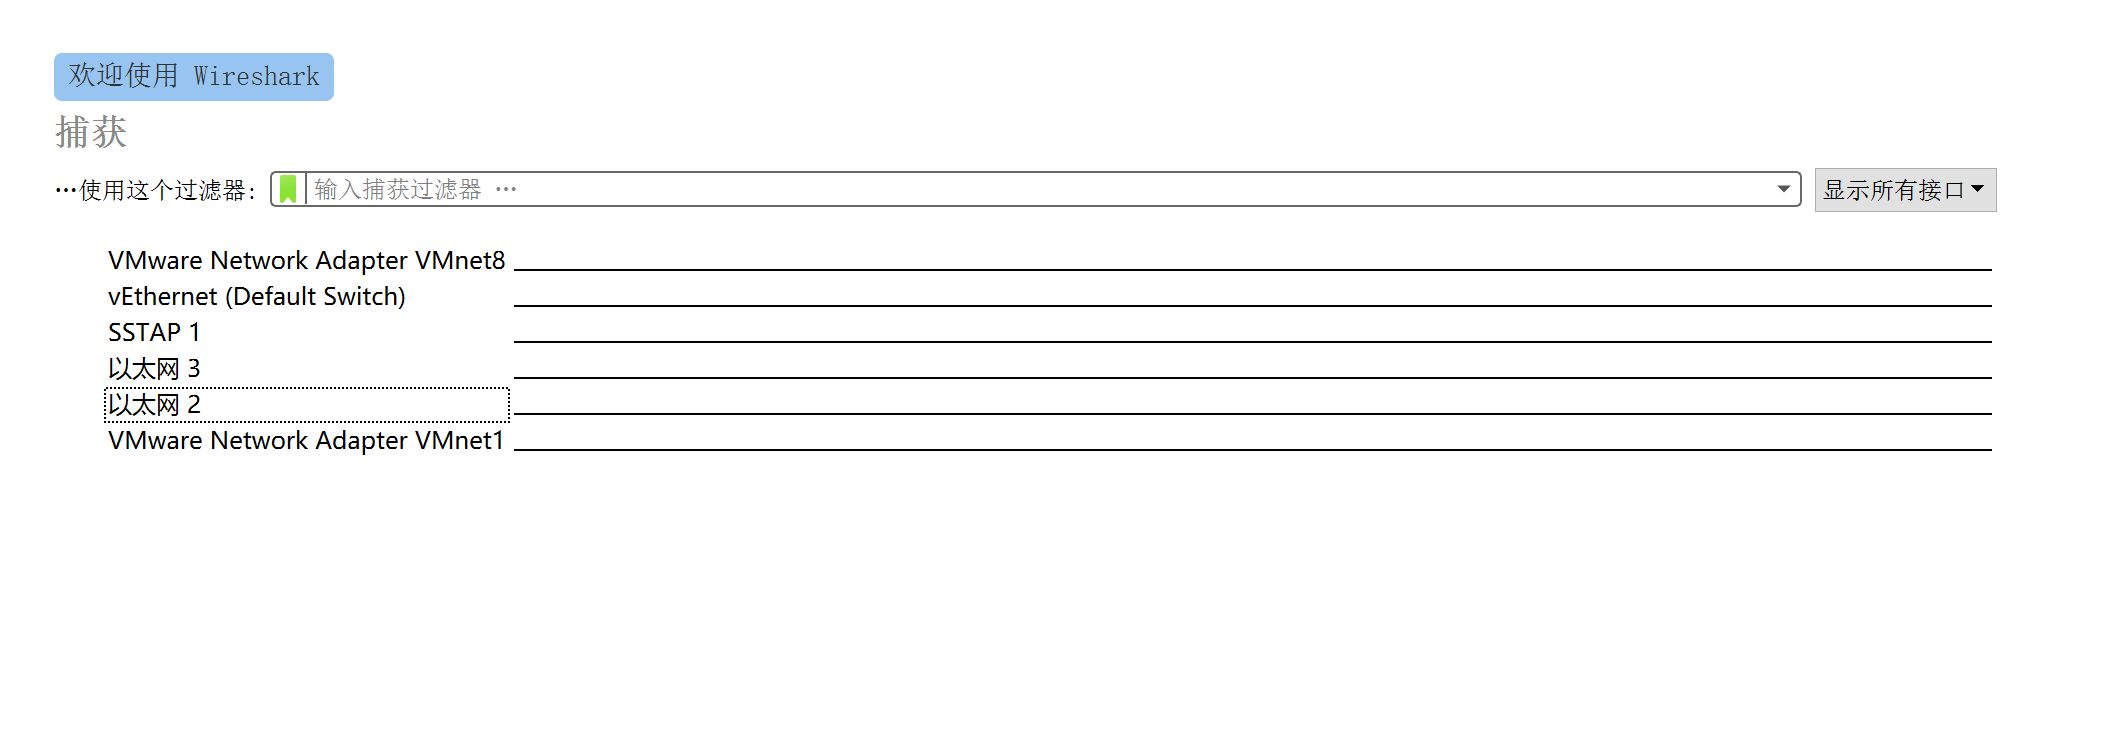 欢迎使用 Wireshark
捕获
…使用这个过滤器： 输入捕获过滤器 … 显示所有接口
VMware Network Adapter VMnet8
vEthernet (Default Switch)
SSTAP 1
以太网 3
以太网 2
VMware Network Adapter VMnet1